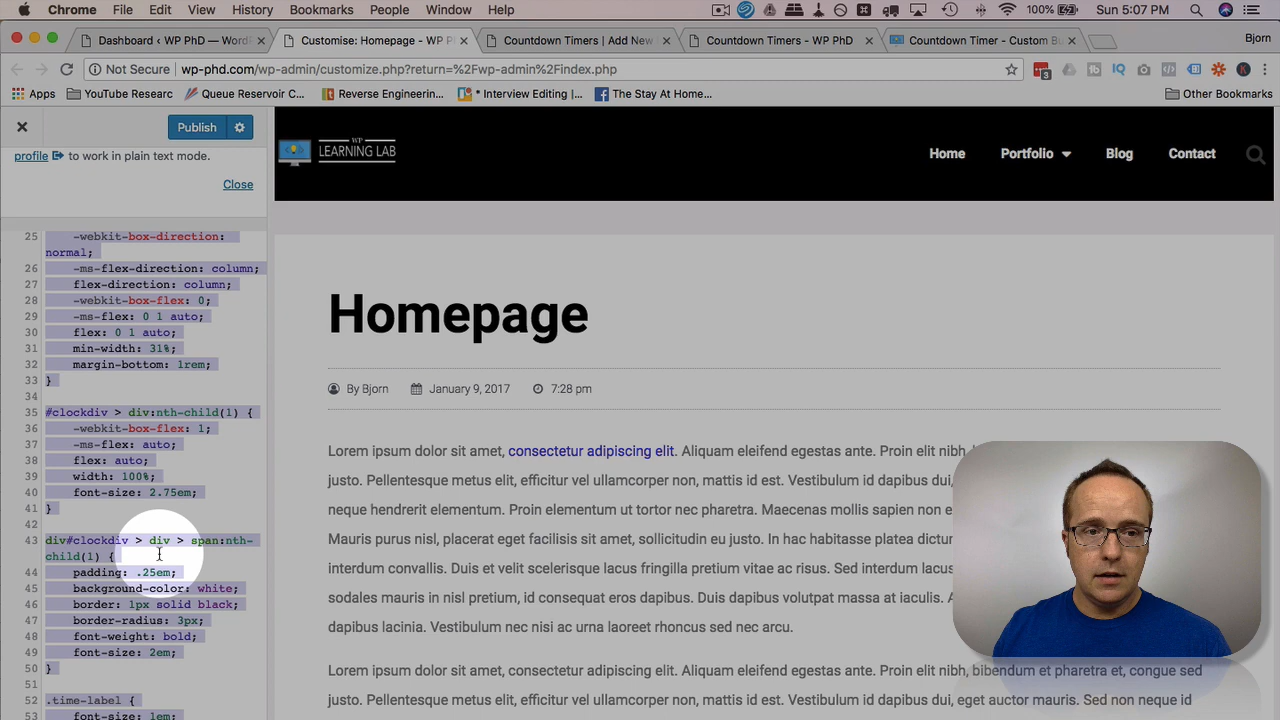 Chrome File Edit View History Bookmarks People Window Help 100% Sun 5:07 PM
Dashboard ‹ WP PhD — Word
Customise: Homepage - WP P
Countdown Timers | Add New
Countdown Timers - WP PhD
Countdown Timer - Custom Bu
Bjorn
Not Secure wp-phd.com/wp-admin/customize.php?return=%2Fwp-admin%2Findex.php
3
Apps YouTube Researc Queue Reservoir C... Reverse Engineerin... * Interview Editing |... The Stay At Home... Other Bookmarks
Publish
profile to work in plain text mode.
Close
25 -webkit-box-direction:
normal;
26 -ms-flex-direction: column;
27 flex-direction: column;
28 -webkit-box-flex: 0;
29 -ms-flex: 0 1 auto;
30 flex: 0 1 auto;
31 min-width: 31%;
32 margin-bottom: 1rem;
33 }
34
35 #clockdiv > div:nth-child(1) {
36 -webkit-box-flex: 1;
37 -ms-flex: auto;
38 flex: auto;
39 width: 100%;
40 font-size: 2.75em;
41 }
42
43 div#clockdiv > div > span:nth-
child(1) {
44 padding: .25em;
45 background-color: white;
46 border: 1px solid black;
47 border-radius: 3px;
48 font-weight: bold;
49 font-size: 2em;
50 }
51
52 .time-label {
53 font-size: 1em;
WP
LEARNING LAB
Home Portfolio Blog Contact
Homepage
By Bjorn January 9, 2017 7:28 pm
Lorem ipsum dolor sit amet, consectetur adipiscing elit. Aliquam eleifend egestas ante. Proin elit nibh,
justo. Pellentesque metus elit, efficitur vel ullamcorper non, mattis id est. Vestibulum id dapibus dui,
neque hendrerit elementum. Proin ut tortor nec pharetra. Maecenas mollis sapien non e
Mauris purus nisl, placerat eget facilisis sit amet, sollicitudin eu justo. In hac habitasse platea dictur
interdum convallis. Duis vel velit scelerisque lacus fringilla pretium vitae ac risus. Sed interdum lacus
sodales massa in nisl pretium, id consequat eros dapibus. Duis dapibus volutpat massa at iaculis.
dapibus lacinia. Vestibulum nec nisi ac urna laoreet rhoncus sed nec arcu.
Lorem ipsum dolor sit amet, consectetur adipiscing elit. Aliquam eleifend egestas ante. Proin elit nibh, bibendum et pharetra et, congue sed
justo. Pellentesque metus elit, efficitur vel ullamcorper non, mattis id est. Vestibulum id dapibus dui, eget auctor mauris. Sed non neque id